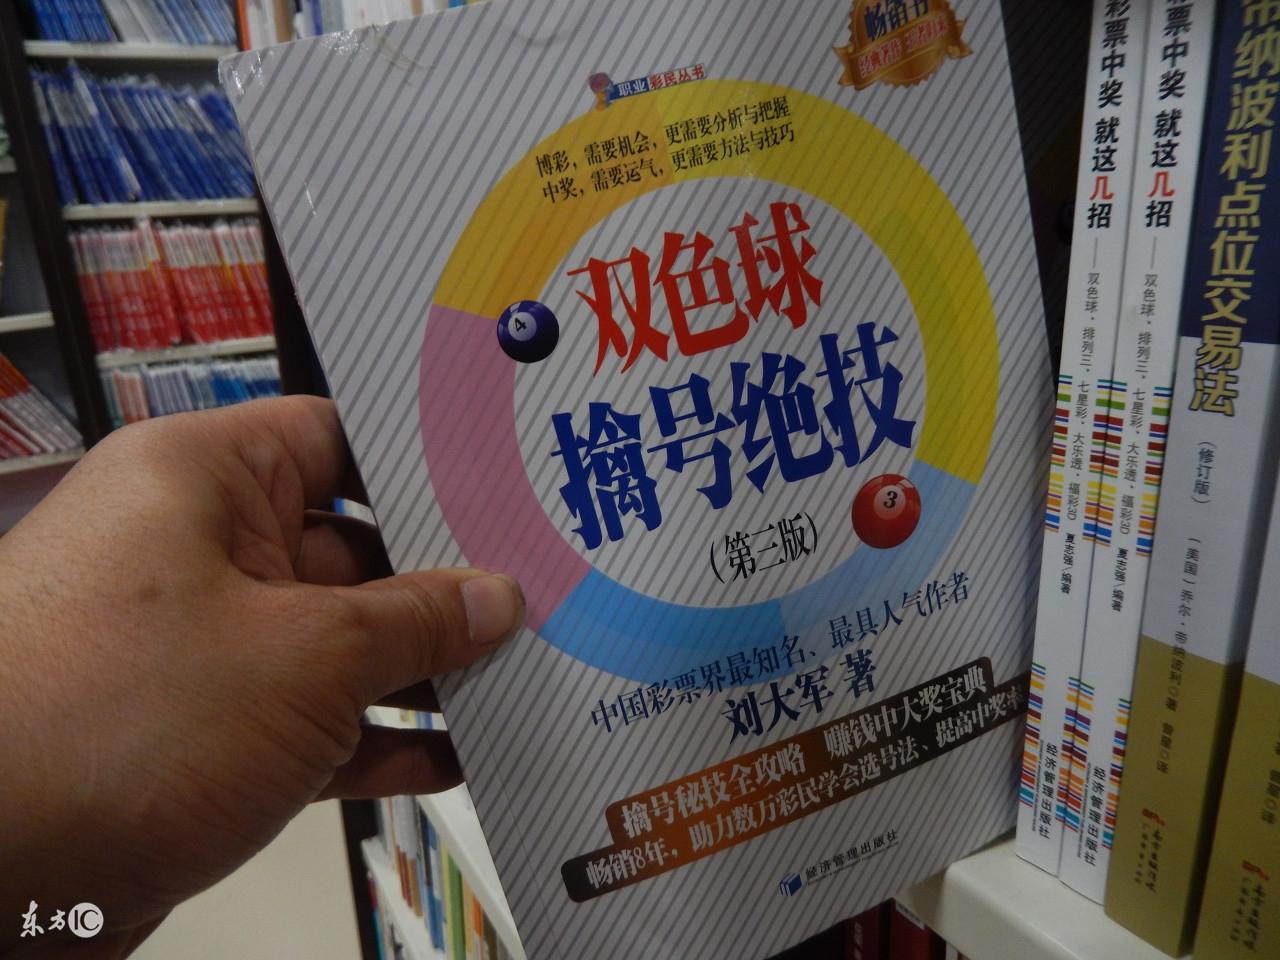 畅销书
职业彩民丛书
博彩，需要机会，更需要分析与把握
中奖，需要运气，更需要方法与技巧
双色球
擒号绝技
（第三版）
4
3
中国彩票界最知名、最具人气作者
刘大军 著
擒号秘技全攻略 赚钱中大奖宝典
畅销8年，助力数万彩民学会选号法、提高中奖率
经济管理出版社
彩票中奖 就这几招
——双色球·排列三·七星彩·大乐透·福彩3D
夏志强/编著
经济管理出版社
彩票中奖 就这几招
——双色球·排列三·七星彩·大乐透·福彩3D
夏志强/编著
经济管理出版社
帝纳波利点位交易法
（修订版）
（美国）乔尔·帝纳波利◎著
曾星◎译
东方IC